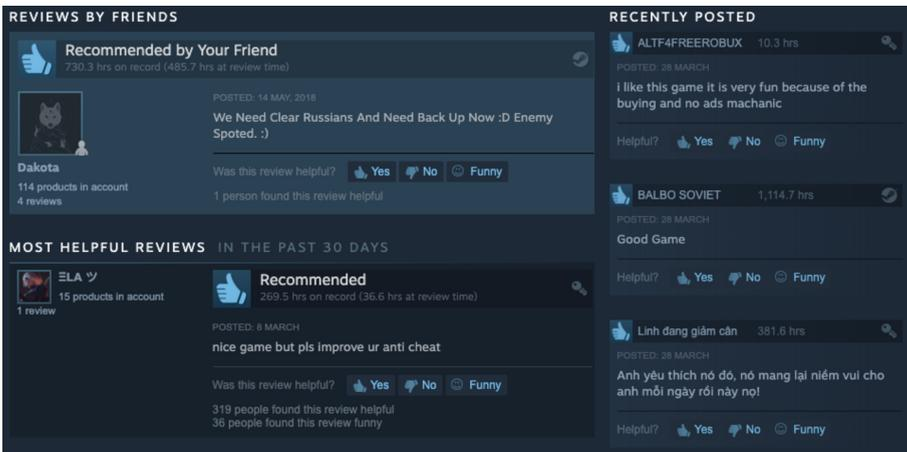 REVIEWS BY FRIENDS
Recommended by Your Friend
730.3 hrs on record (485.7 hrs at review time)
POSTED: 14 MAY, 2018
We Need Clear Russians And Need Back Up Now :D Enemy
Spoted. :)
Dakota
114 products in account
4 reviews
Was this review helpful? Yes No Funny
1 person found this review helpful
MOST HELPFUL REVIEWS IN THE PAST 30 DAYS
ΞLA ツ
15 products in account
1 review
Recommended
269.5 hrs on record (36.6 hrs at review time)
POSTED: 8 MARCH
nice game but pls improve ur anti cheat
Was this review helpful? Yes No Funny
319 people found this review helpful
36 people found this review funny
RECENTLY POSTED
ALTF4FREEROBUX 10.3 hrs
POSTED: 28 MARCH
i like this game it is very fun because of the
buying and no ads machanic
Helpful? Yes No Funny
BALBO SOVIET 1,114.7 hrs
POSTED: 28 MARCH
Good Game
Helpful? Yes No Funny
Linh đang giảm cân 381.6 hrs
POSTED: 28 MARCH
Anh yêu thích nó đó, nó mang lại niềm vui cho
anh mỗi ngày rồi này nọ!
Helpful? Yes No Funny